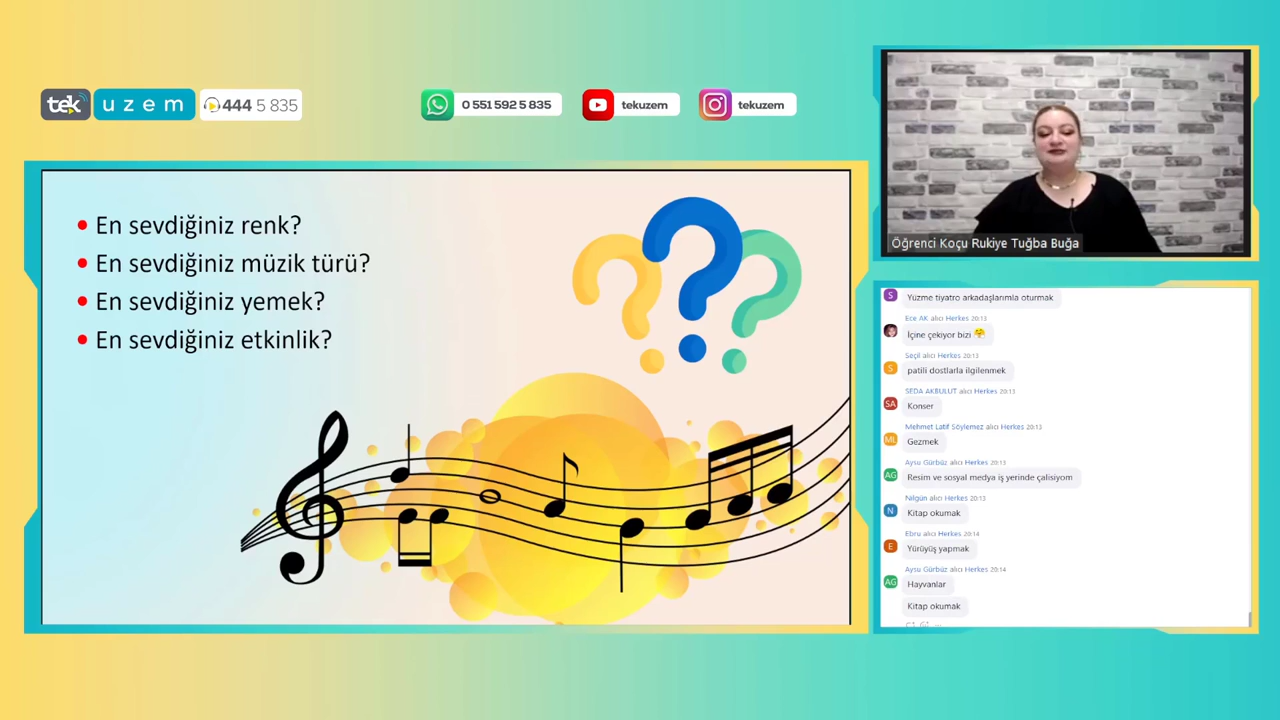 tek uzem 444 5 835
0 551 592 5 835
tekuzem
tekuzem
En sevdiğiniz renk?
En sevdiğiniz müzik türü?
En sevdiğiniz yemek?
En sevdiğiniz etkinlik?
Öğrenci Koçu Rukiye Tuğba Buğa
S
Yüzme tiyatro arkadaşlarımla oturmak
Ece AK alıcı Herkes 20:13
İçine çekiyor bizi
Seçil alıcı Herkes 20:13
S
patili dostlarla ilgilenmek
SEDA AKBULUT alıcı Herkes 20:13
SA
Konser
Mehmet Latif Söylemez alıcı Herkes 20:13
ML
Gezmek
Aysu Gürbüz alıcı Herkes 20:13
AG
Resim ve sosyal medya iş yerinde çalisiyom
Nilgün alıcı Herkes 20:13
N
Kitap okumak
Ebru alıcı Herkes 20:14
E
Yürüyüş yapmak
Aysu Gürbüz alıcı Herkes 20:14
AG
Hayvanlar
Kitap okumak